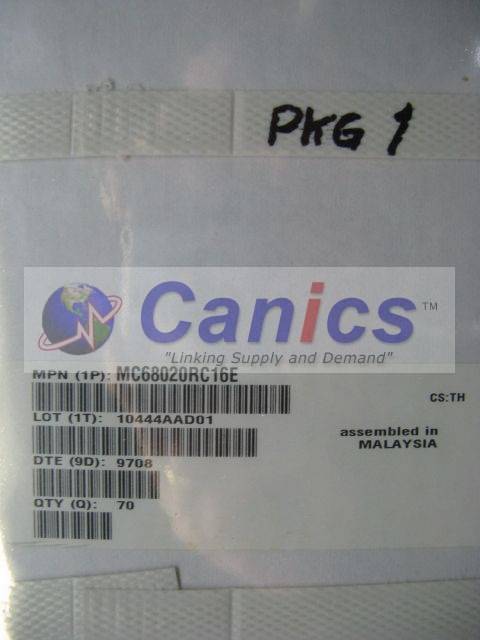 PKG 1
Canics™
"Linking Supply and Demand"
MPN (1P): MC68020RC16E
CS:TH
LOT (1T): 10444AAD01
assembled in
MALAYSIA
DTE (9D): 9708
QTY (Q): 70